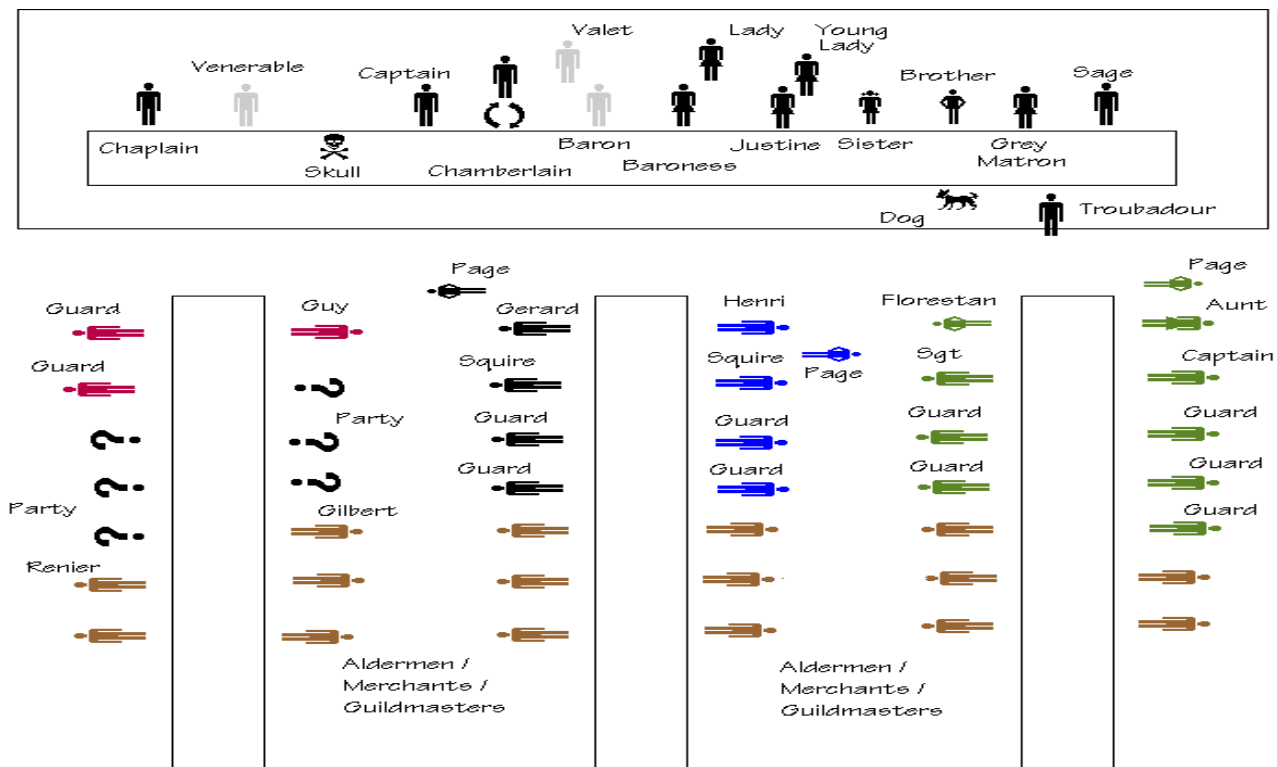 Valet
Lady
Young
Lady
Venerable
Captain
Brother
Sage
Chaplain
Skull
Chamberlain
Baron
Baroness
Justine
Sister
Grey
Matron
Dog
Troubadour
Page
Page
Guard
Guy
Gerard
Henri
Florestan
Aunt
Guard
Squire
Squire
Page
Sgt
Captain
Party
Guard
Guard
Guard
Guard
Guard
Guard
Guard
Guard
Party
Gilbert
Guard
Renier
Aldermen /
Merchants /
Guildmasters
Aldermen /
Merchants /
Guildmasters